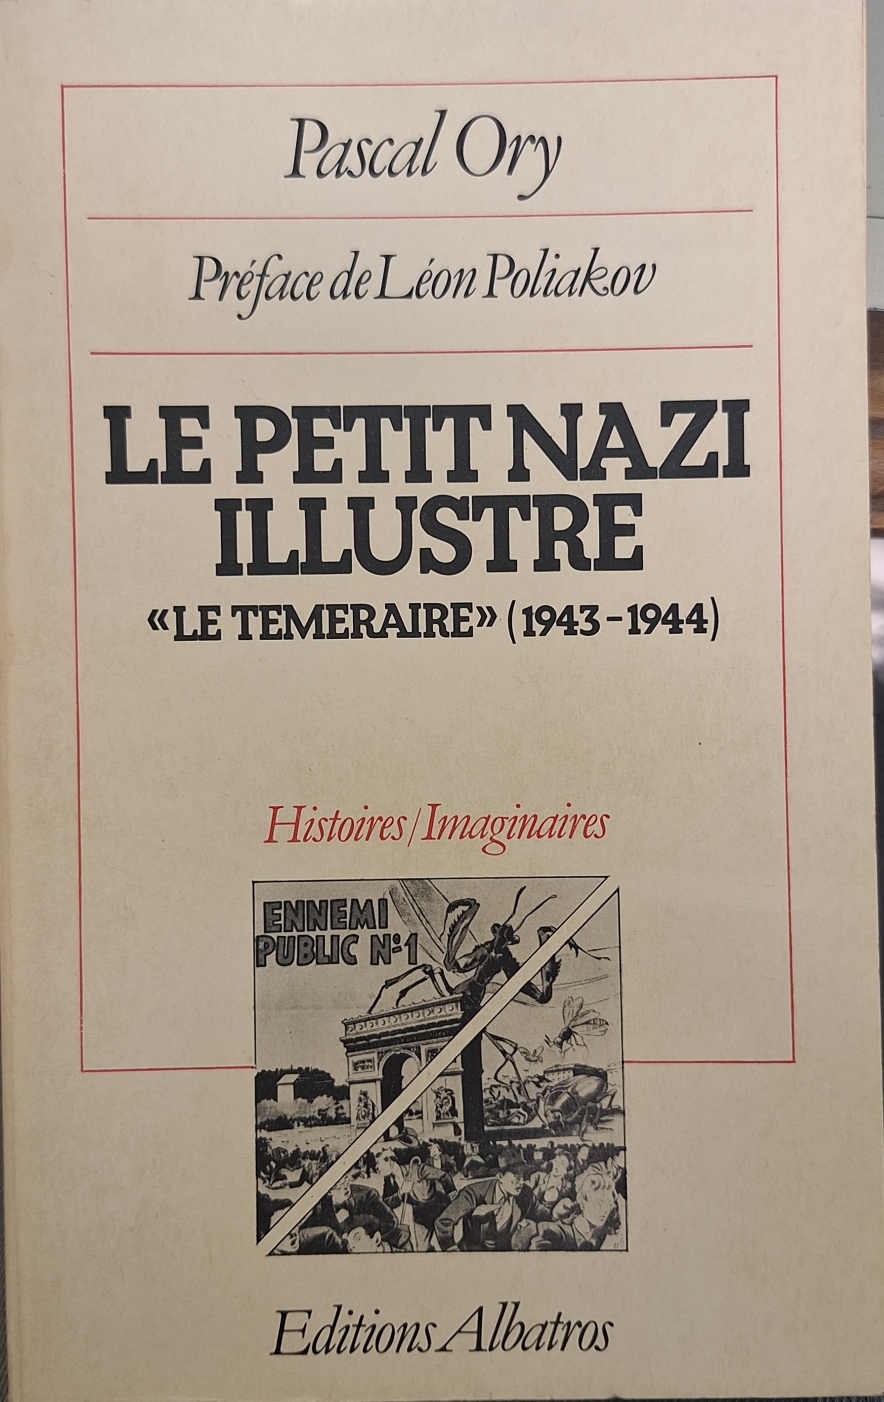 Pascal Ory
Préface de Léon Poliakov
LE PETIT NAZI
ILLUSTRE
«LE TEMERAIRE» (1943-1944)
Histoires/Imaginaires
ENNEMI
PUBLIC Nº1
Editions Albatros